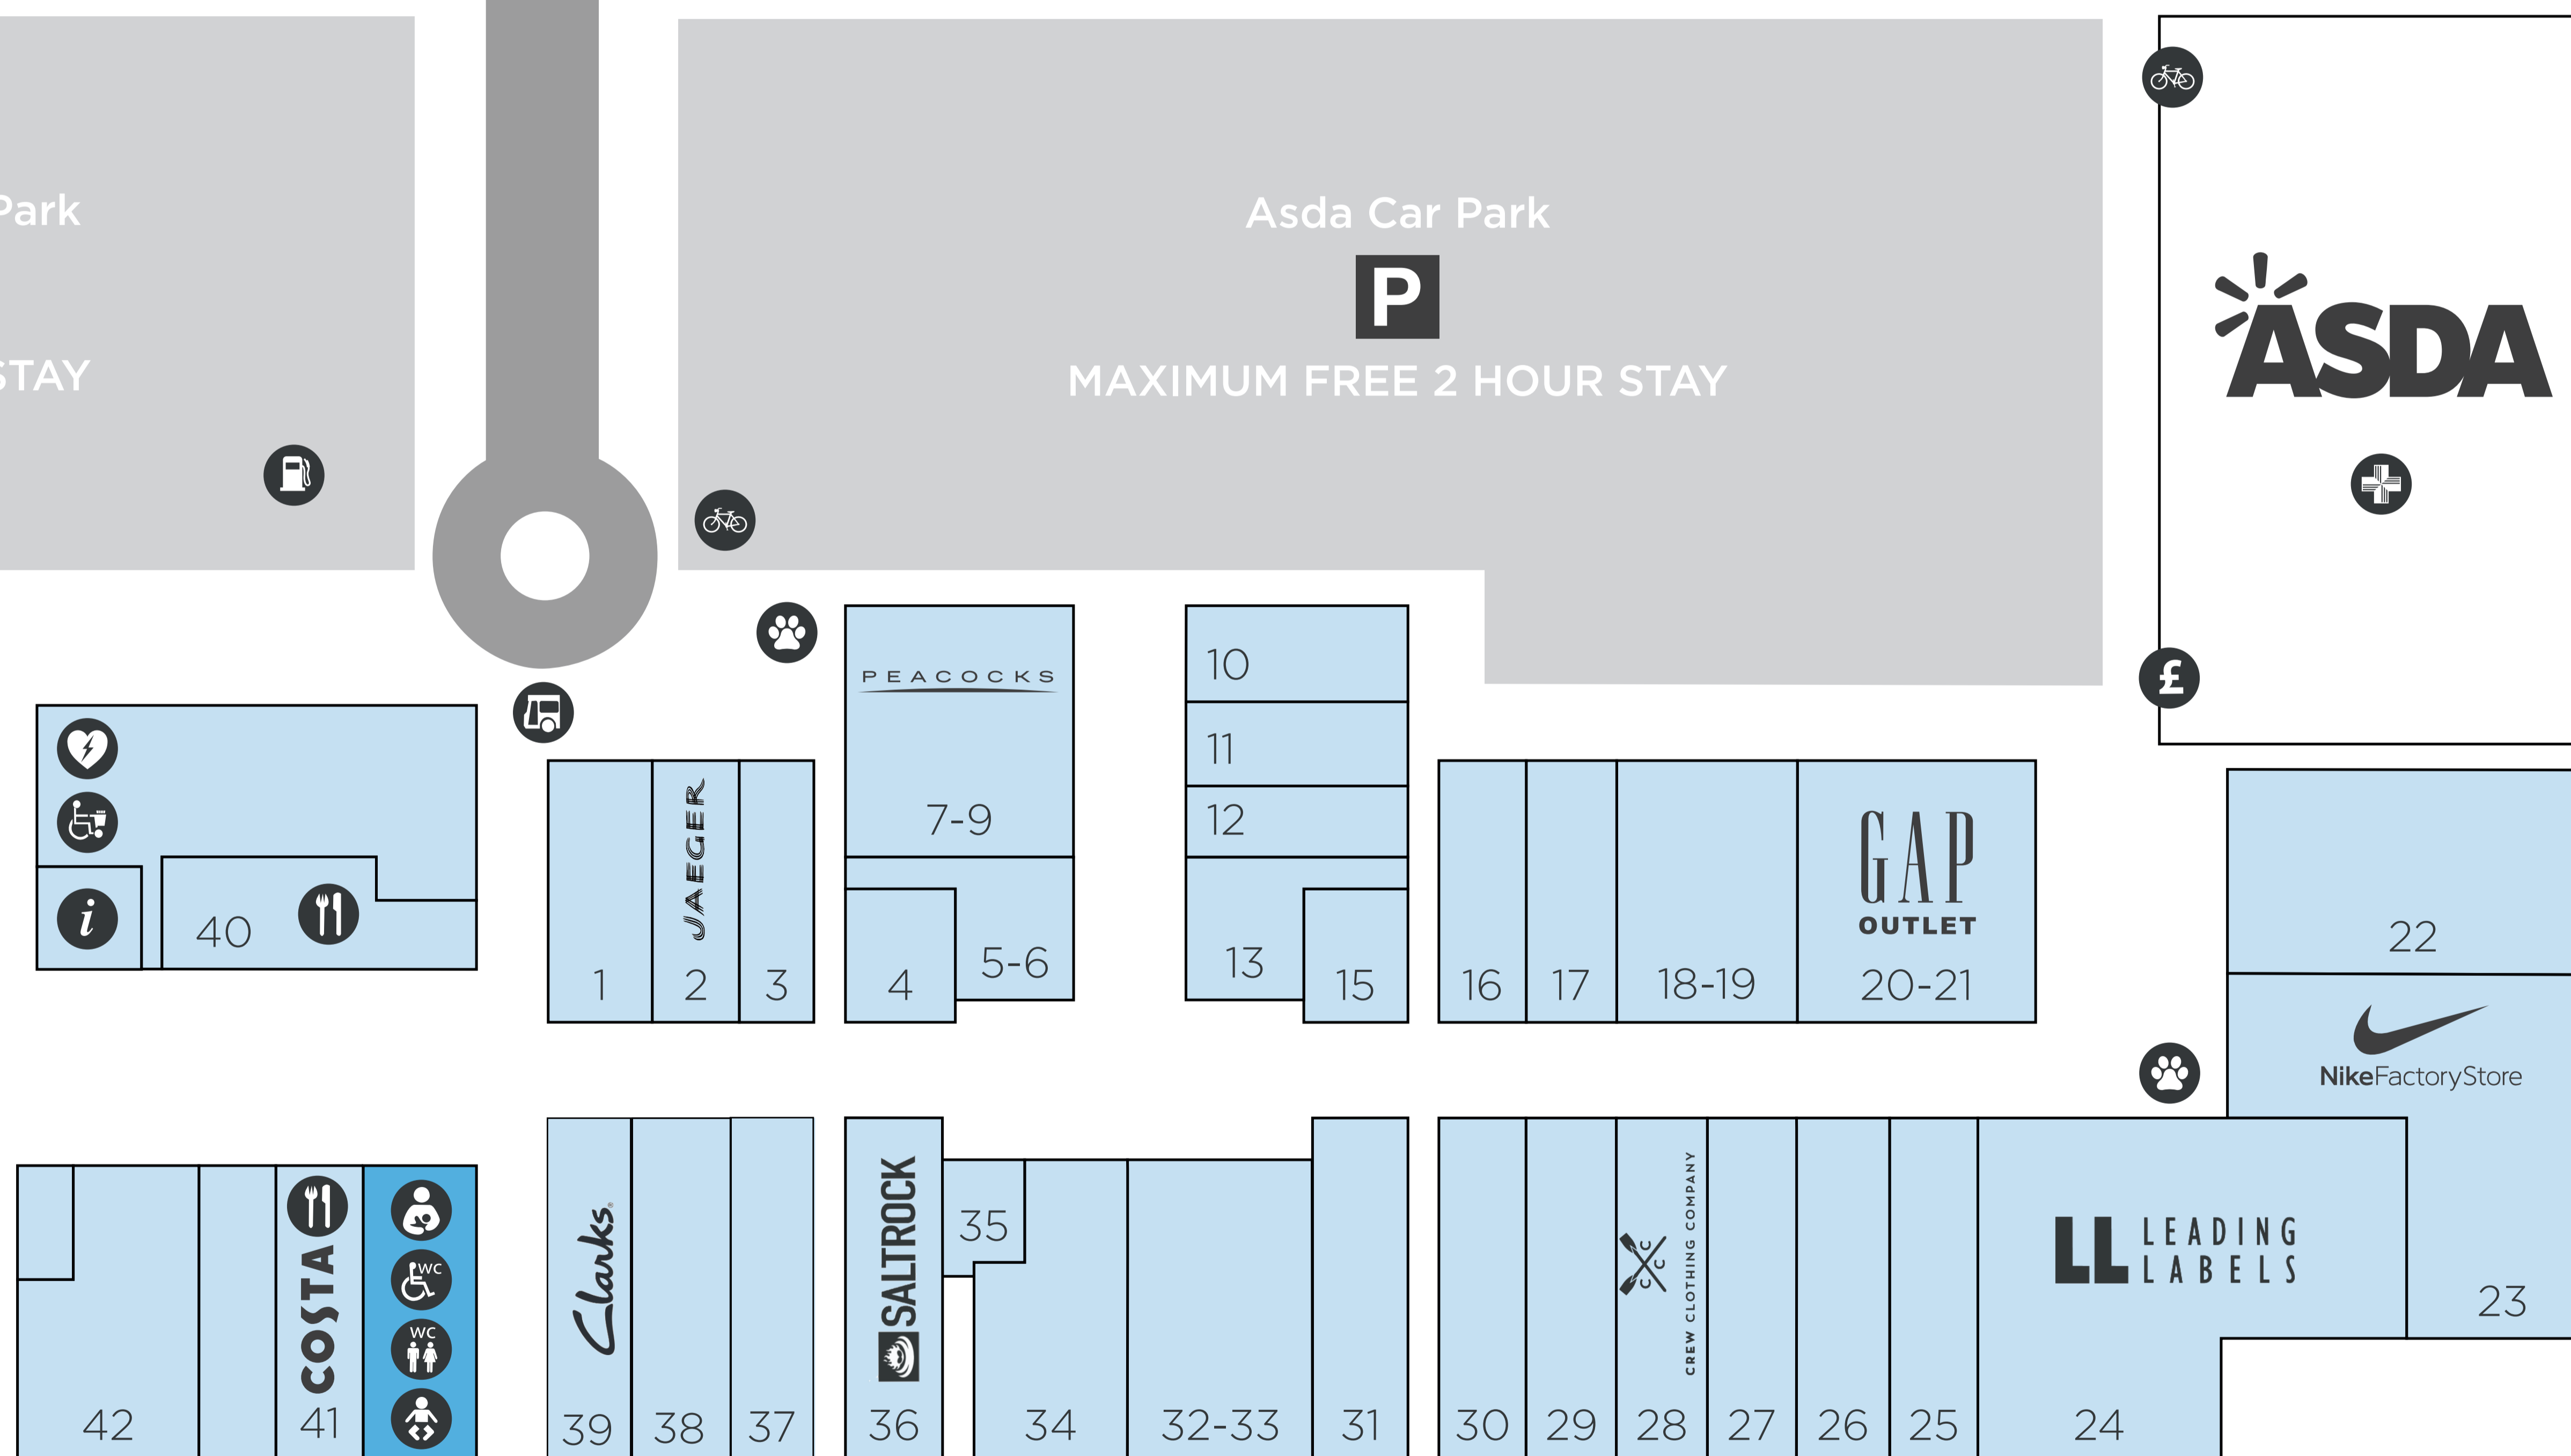 Park
STAY
Asda Car Park
P
MAXIMUM FREE 2 HOUR STAY
ASDA
£
PEACOCKS
7-9
10
11
12
13
15
i
40
1
JAEGER
2
3
4
5-6
16
17
18-19
GAP
OUTLET
20-21
22
NikeFactoryStore
23
42
COSTA
41
WC
WC
Clarks®
39
38
37
SALTROCK
36
35
34
32-33
31
30
29
C
C
C
C
CREW CLOTHING COMPANY
28
27
26
25
LL LEADING
LABELS
24